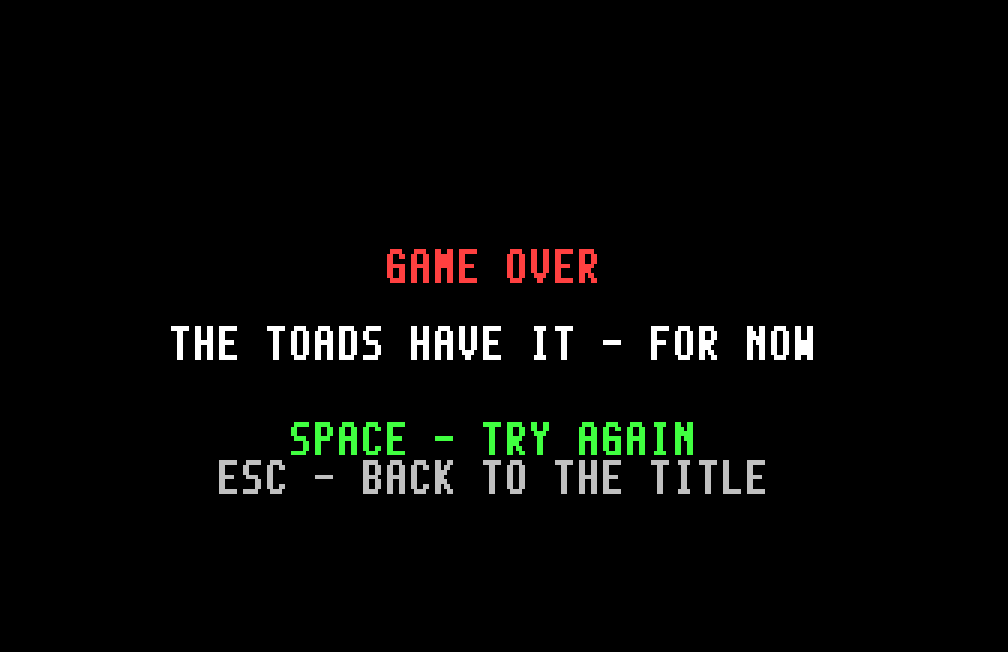 GAME OVER
THE TOADS HAVE IT - FOR NOW
SPACE - TRY AGAIN
ESC - BACK TO THE TITLE